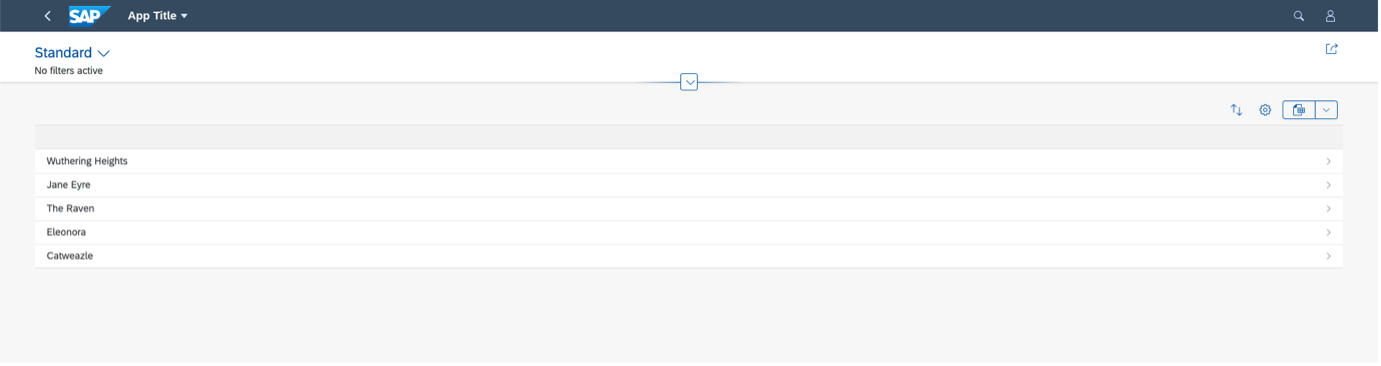 SAP App Title
Standard
No filters active
Wuthering Heights
Jane Eyre
The Raven
Eleonora
Catweazle